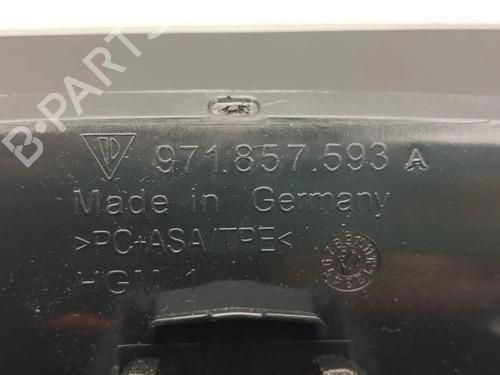 B-PARTS
971.857.593 A
Made in Germany
>PC+ASA/TPE<
HGM 1